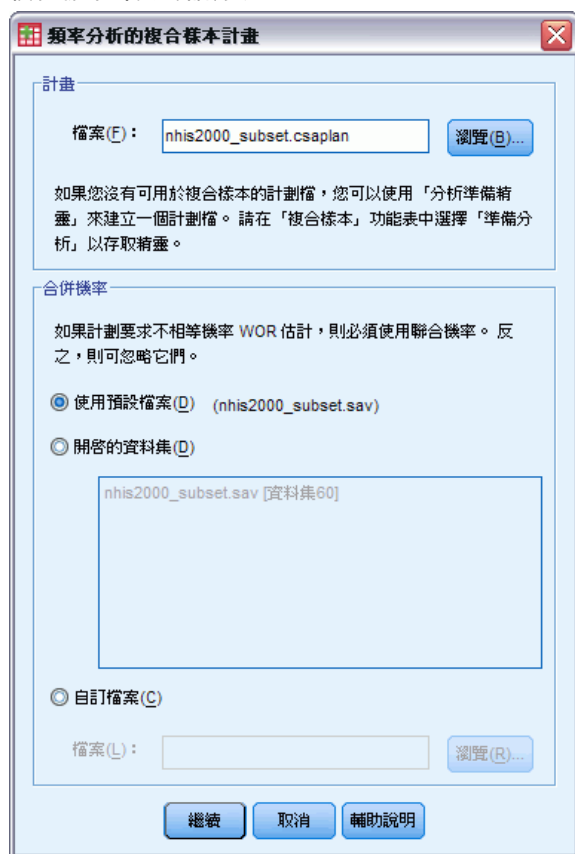 頻率分析的複合樣本計畫
計畫
檔案(F)：
nhis2000_subset.csaplan
瀏覽(B)...
如果您沒有可用於複合樣本的計劃檔，您可以使用「分析準備精
靈」來建立一個計劃檔。請在「複合樣本」功能表中選擇「準備分
析」以存取精靈。
合併機率
如果計劃要求不相等機率 WOR 估計，則必須使用聯合機率。反
之，則可忽略它們。
使用預設檔案(D) (nhis2000_subset.sav)
開啓的資料集(D)
nhis2000_subset.sav [資料集60]
自訂檔案(C)
檔案(L)：
瀏覽(R)...
繼續
取消
輔助說明